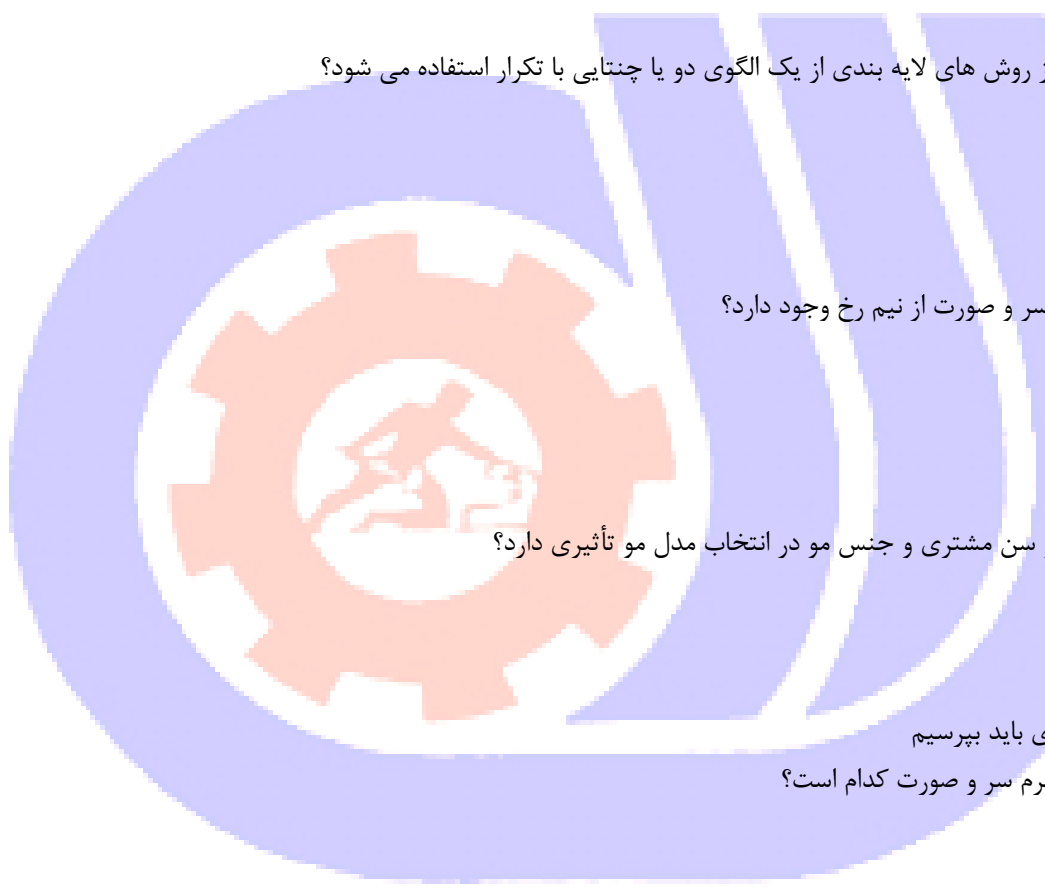 ز روش های لایه بندی از یک الگوی دو یا چنتایی با تکرار استفاده می شود؟
سر و صورت از نیم رخ وجود دارد؟
سن مشتری و جنس مو در انتخاب مدل مو تأثیری دارد؟
ی باید بپرسیم
رم سر و صورت کدام است؟